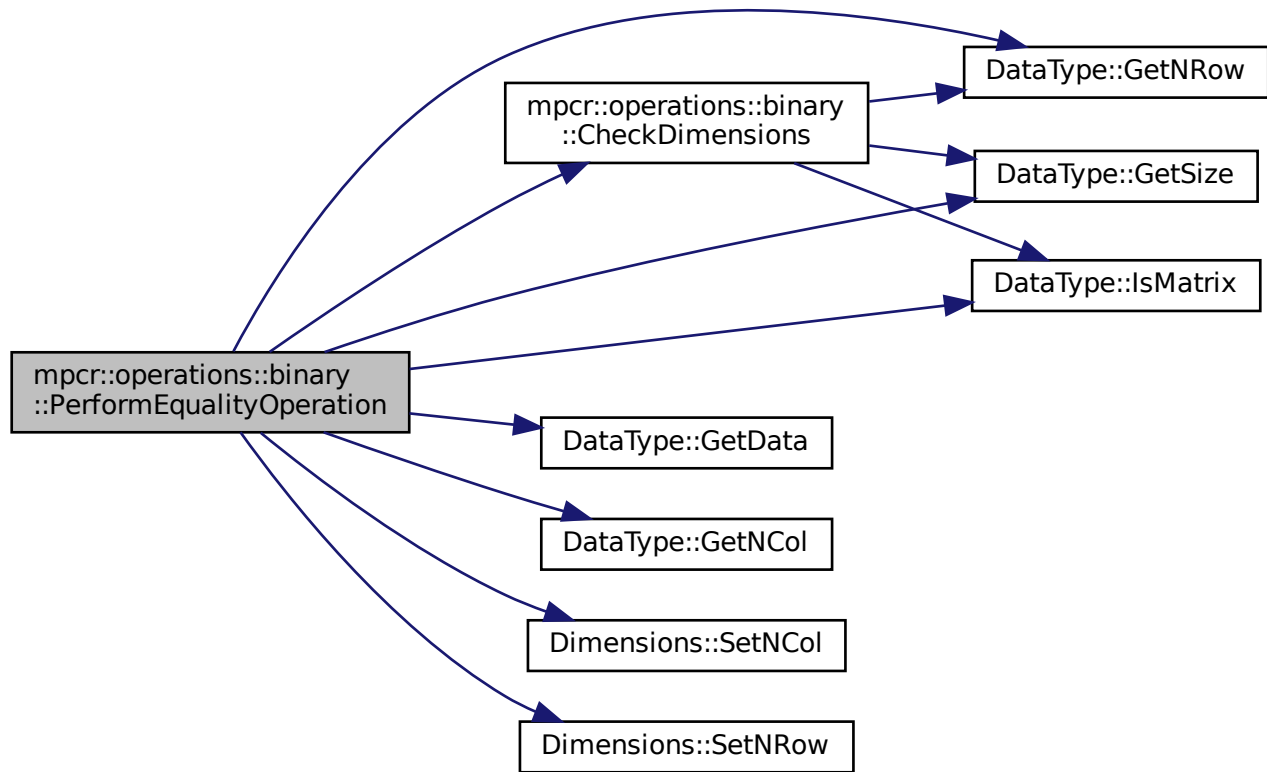 DataType::GetNRow
mpcr::operations::binary
::CheckDimensions
DataType::GetSize
DataType::IsMatrix
mpcr::operations::binary
::PerformEqualityOperation
DataType::GetData
DataType::GetNCol
Dimensions::SetNCol
Dimensions::SetNRow